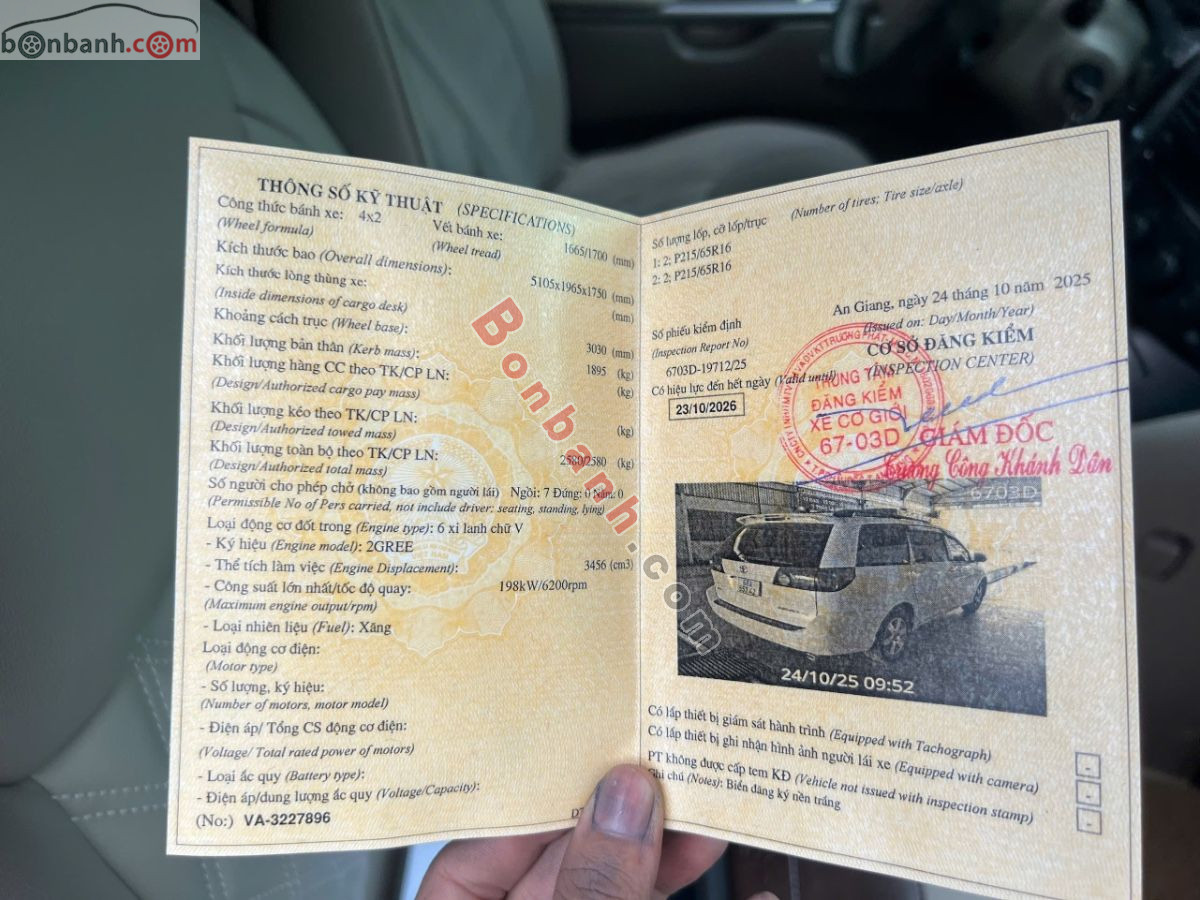 bonbanh.com
THÔNG SỐ KỸ THUẬT (SPECIFICATIONS)
Công thức bánh xe: 4x2 Vết bánh xe: 1665/1700 (mm)
(Wheel formula) (Wheel tread)
Kích thước bao (Overall dimensions): 5105x1965x1750 (mm)
Kích thước lòng thùng xe: (mm)
(Inside dimensions of cargo desk)
Khoảng cách trục (Wheel base): 3030 (mm)
Khối lượng bản thân (Kerb mass): 1895 (kg)
Khối lượng hàng CC theo TK/CP LN: (kg)
(Design/Authorized cargo pay mass)
Khối lượng kéo theo TK/CP LN: (kg)
(Design/Authorized towed mass)
Khối lượng toàn bộ theo TK/CP LN: 2580/2580 (kg)
(Design/Authorized total mass)
Số người cho phép chở (không bao gồm người lái) Ngồi: 7 Đứng: 0 Nằm: 0
(Permissible No of Pers carried, not include driver: seating, standing, lying)
Loại động cơ đốt trong (Engine type): 6 xi lanh chữ V
- Ký hiệu (Engine model): 2GREE
- Thể tích làm việc (Engine Displacement): 3456 (cm3)
- Công suất lớn nhất/tốc độ quay: 198kW/6200rpm
(Maximum engine output/rpm)
- Loại nhiên liệu (Fuel): Xăng
Loại động cơ điện:
(Motor type)
- Số lượng, ký hiệu:
(Number of motors, motor model)
- Điện áp/ Tổng CS động cơ điện:
(Voltage/ Total rated power of motors)
- Loại ắc quy (Battery type):
- Điện áp/dung lượng ắc quy (Voltage/Capacity):
(No:) VA-3227896
Số lượng lốp, cỡ lốp/trục (Number of tires; Tire size/axle)
1: 2; P215/65R16
2: 2; P215/65R16
An Giang, ngày 24 tháng 10 năm 2025
(Issued on: Day/Month/Year)
Số phiếu kiểm định CƠ SỞ ĐĂNG KIỂM
(Inspection Report No) (INSPECTION CENTER)
6703D-19712/25
Có hiệu lực đến hết ngày (Valid until)
23/10/2026
TRUNG TÂM
ĐĂNG KIỂM
XE CƠ GIỚI
67-03D
GIÁM ĐỐC
Trương Công Khánh Dân
6703D
24/10/25 09:52
Có lắp thiết bị giám sát hành trình (Equipped with Tachograph) -
Có lắp thiết bị ghi nhận hình ảnh người lái xe (Equipped with camera) -
PT không được cấp tem KĐ (Vehicle not issued with inspection stamp) -
Ghi chú (Notes): Biển đăng ký nền trắng
Bonbanh.com